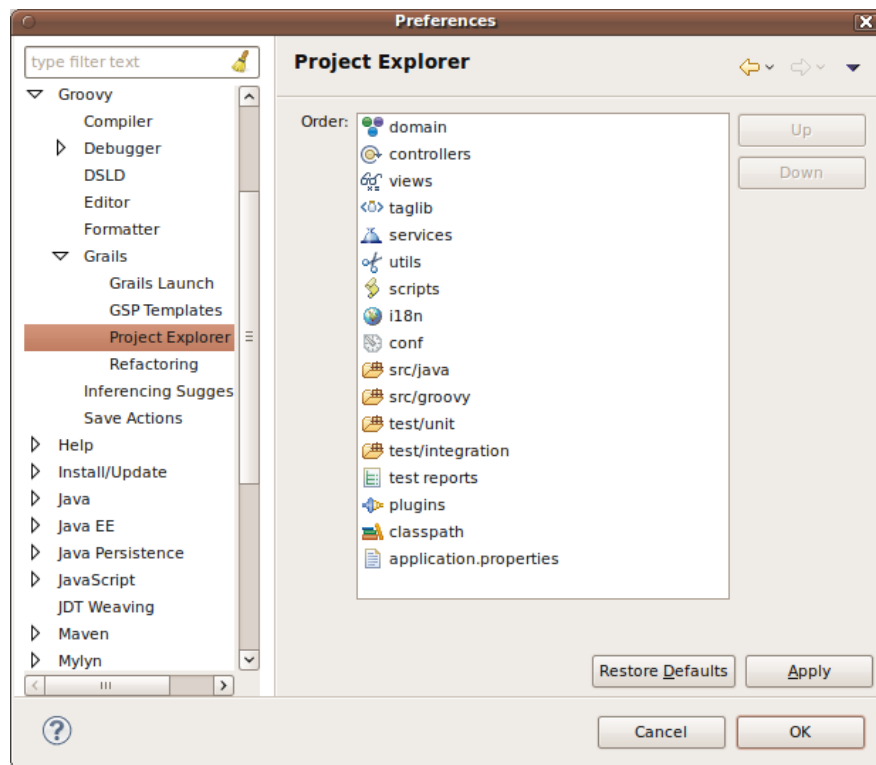 Preferences
type filter text
Groovy
Compiler
Debugger
DSLD
Editor
Formatter
Grails
Grails Launch
GSP Templates
Project Explorer
Refactoring
Inferencing Sugges
Save Actions
Help
Install/Update
Java
Java EE
Java Persistence
JavaScript
JDT Weaving
Maven
Mylyn
Project Explorer
Order:
domain
controllers
views
taglib
services
utils
scripts
i18n
conf
src/java
src/groovy
test/unit
test/integration
test reports
plugins
classpath
application.properties
Up
Down
Restore Defaults
Apply
Cancel
OK